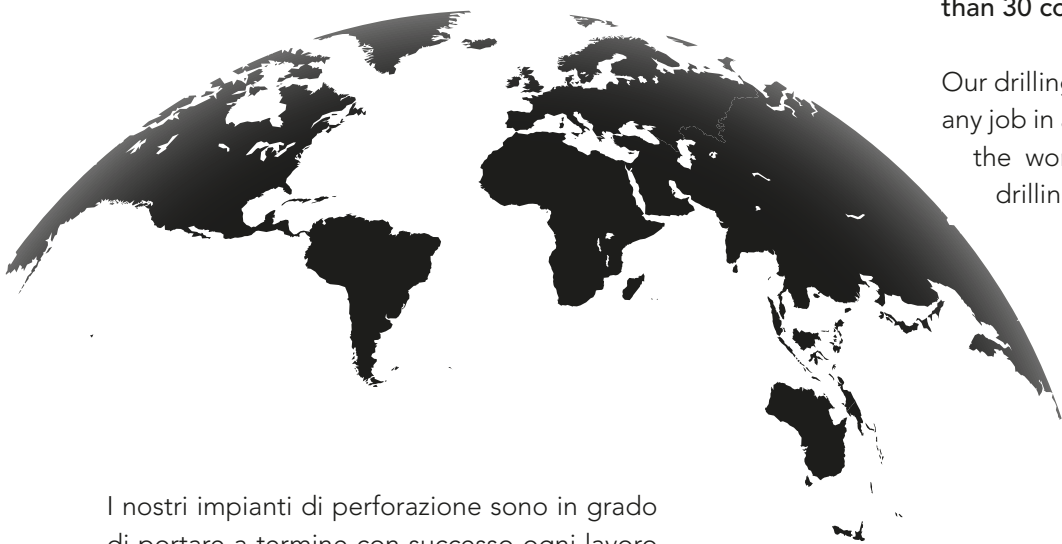 than 30 co
Our drilling
any job in
the wo
drillin
I nostri impianti di perforazione sono in grado
di portare a termine con successo ogni lavoro